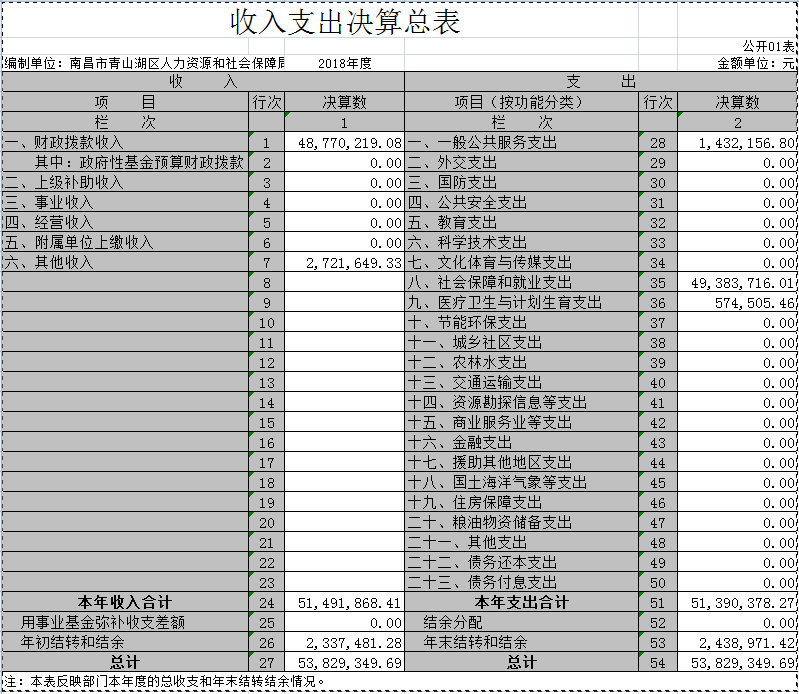 收入支出决算总表
公开01表
编制单位：南昌市青山湖区人力资源和社会保障局 2018年度 金额单位：元
收 入 支 出
项 目 行次 决算数 项目（按功能分类） 行次 决算数
栏 次 1 栏 次 2
一、财政拨款收入 1 48,770,219.08 一、一般公共服务支出 28 1,432,156.80
其中：政府性基金预算财政拨款 2 0.00 二、外交支出 29 0.00
二、上级补助收入 3 0.00 三、国防支出 30 0.00
三、事业收入 4 0.00 四、公共安全支出 31 0.00
四、经营收入 5 0.00 五、教育支出 32 0.00
五、附属单位上缴收入 6 0.00 六、科学技术支出 33 0.00
六、其他收入 7 2,721,649.33 七、文化体育与传媒支出 34 0.00
8 八、社会保障和就业支出 35 49,383,716.01
9 九、医疗卫生与计划生育支出 36 574,505.46
10 十、节能环保支出 37 0.00
11 十一、城乡社区支出 38 0.00
12 十二、农林水支出 39 0.00
13 十三、交通运输支出 40 0.00
14 十四、资源勘探信息等支出 41 0.00
15 十五、商业服务业等支出 42 0.00
16 十六、金融支出 43 0.00
17 十七、援助其他地区支出 44 0.00
18 十八、国土海洋气象等支出 45 0.00
19 十九、住房保障支出 46 0.00
20 二十、粮油物资储备支出 47 0.00
21 二十一、其他支出 48 0.00
22 二十二、债务还本支出 49 0.00
23 二十三、债务付息支出 50 0.00
本年收入合计 24 51,491,868.41 本年支出合计 51 51,390,378.27
用事业基金弥补收支差额 25 0.00 结余分配 52 0.00
年初结转和结余 26 2,337,481.28 年末结转和结余 53 2,438,971.42
总计 27 53,829,349.69 总计 54 53,829,349.69
注：本表反映部门本年度的总收支和年末结转结余情况。